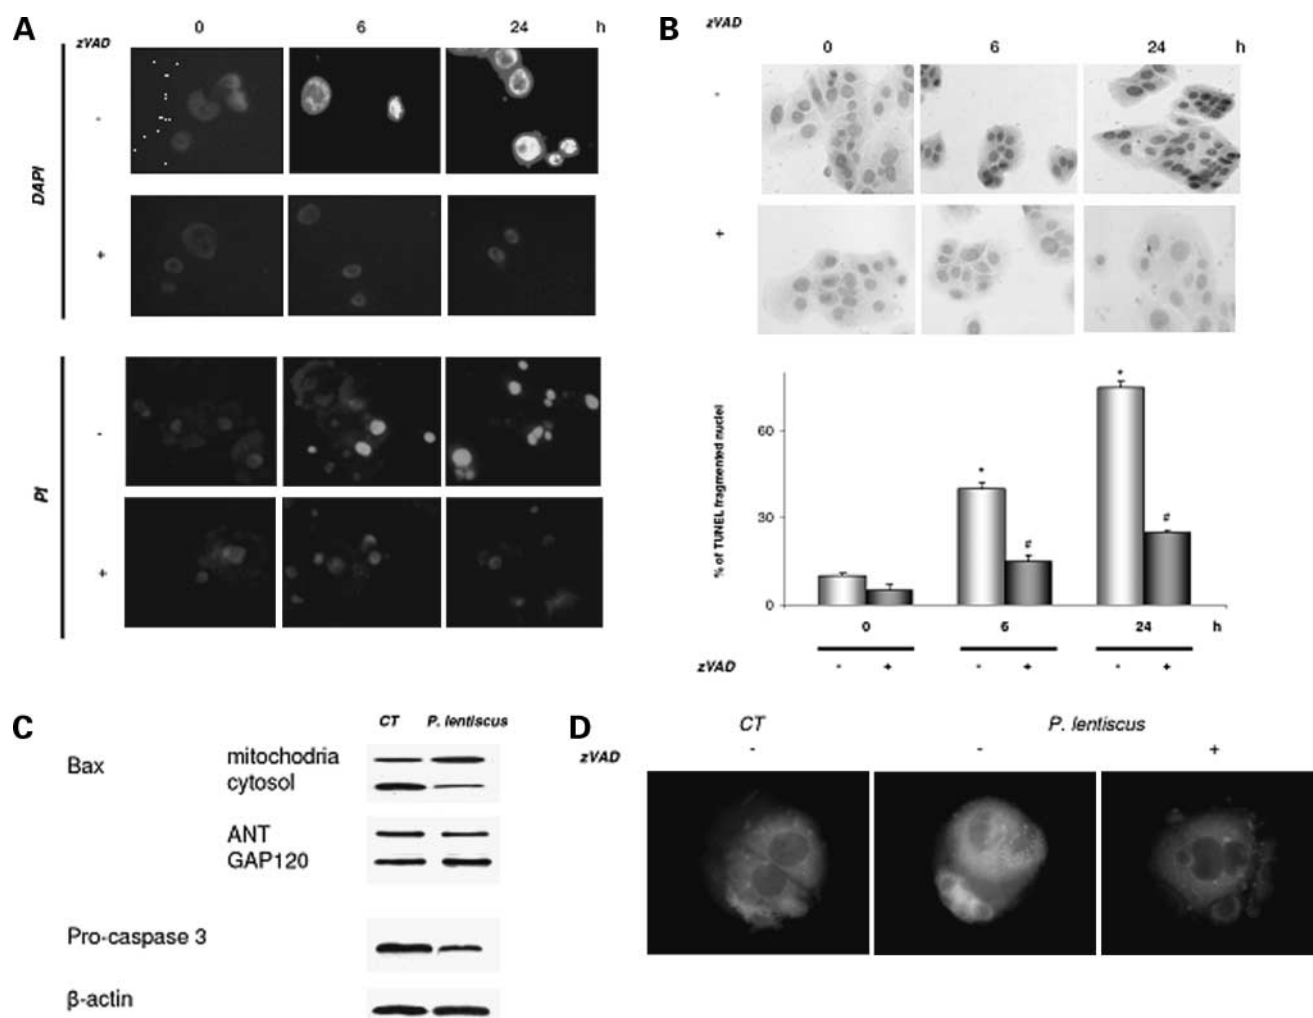 A
0 6 24 h
zVAD
-
DAPI
+
-
PI
+
B
zVAD
0 6 24 h
-
+
% of TUNEL fragmented nuclei
60
30
0
*
#
*
#
0 6 24 h
zVAD - + - + - +
C
CT P. lentiscus
Bax
mitochodria
cytosol
ANT
GAP120
Pro-caspase 3
β-actin
D
CT P. lentiscus
zVAD - - +